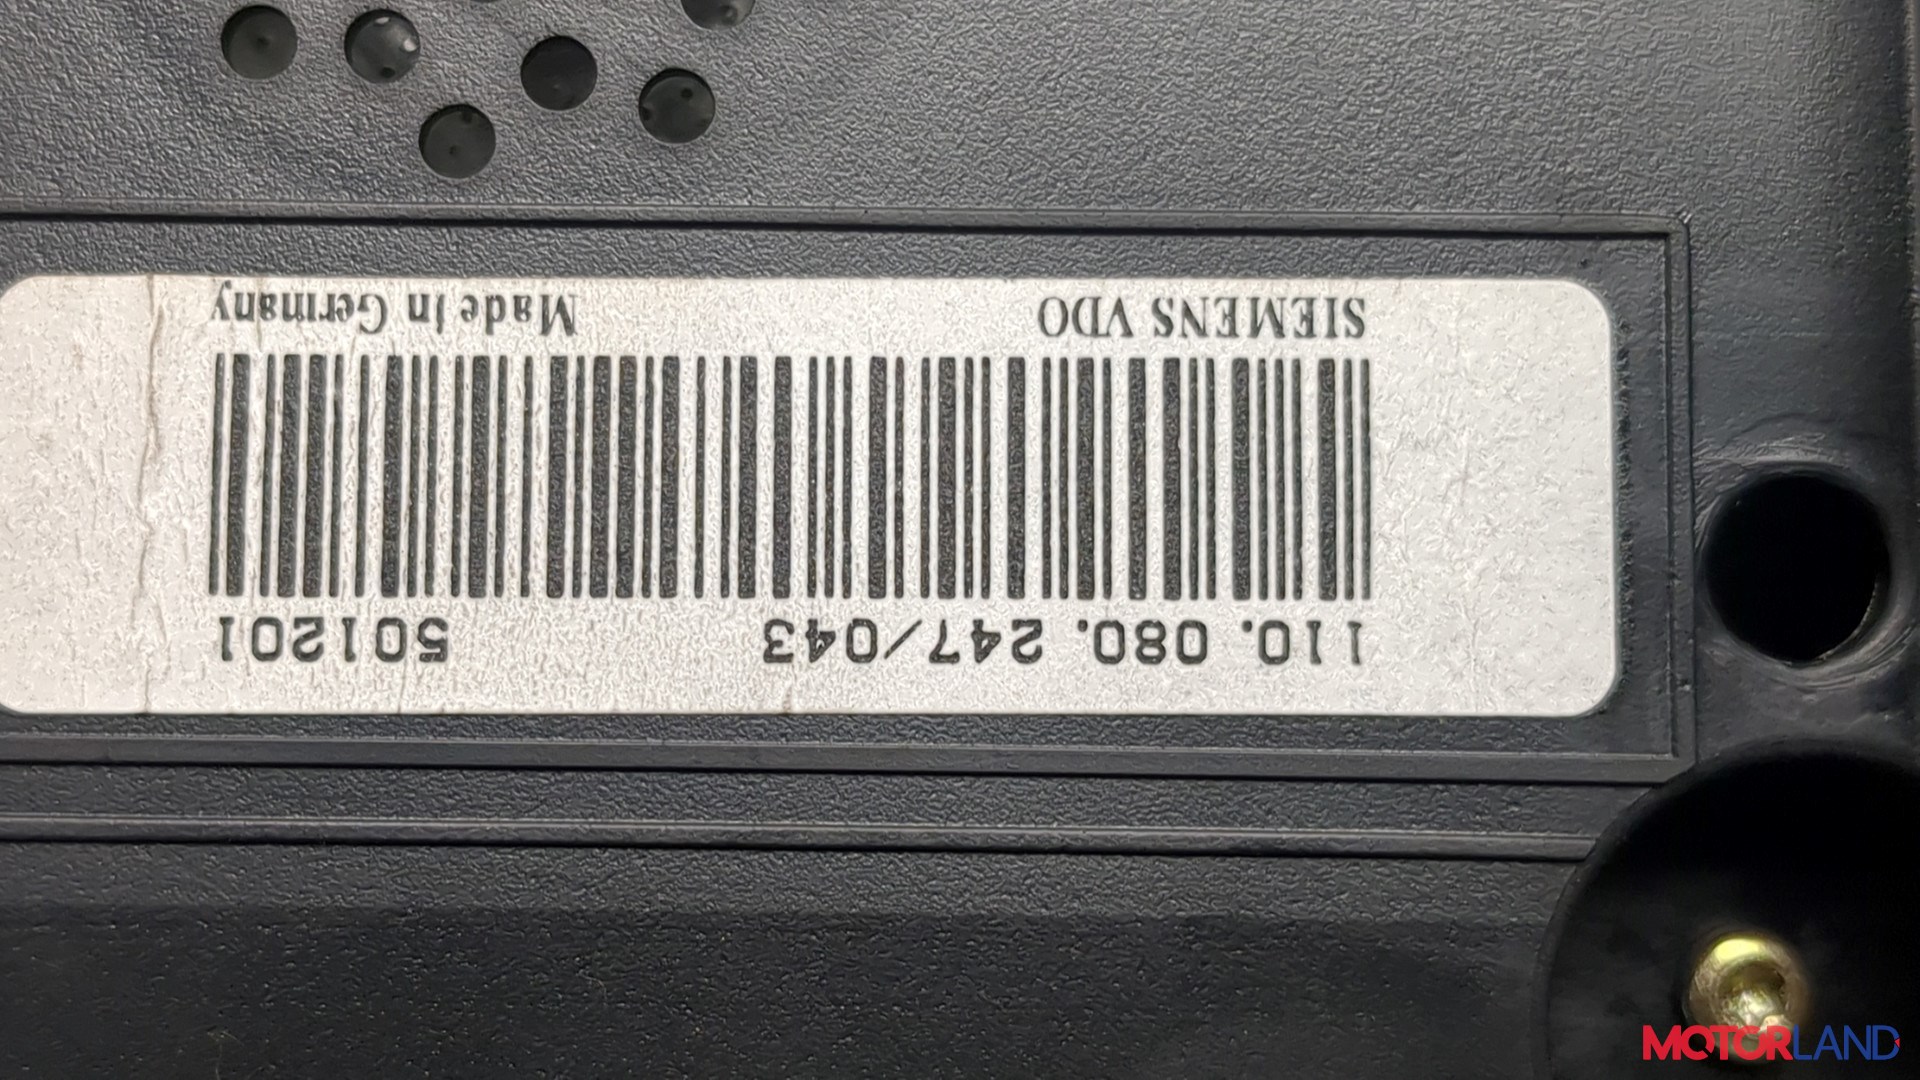 110. 080. 247/043 501201
SIEMENS VDO Made in Germany
MOTORLAND